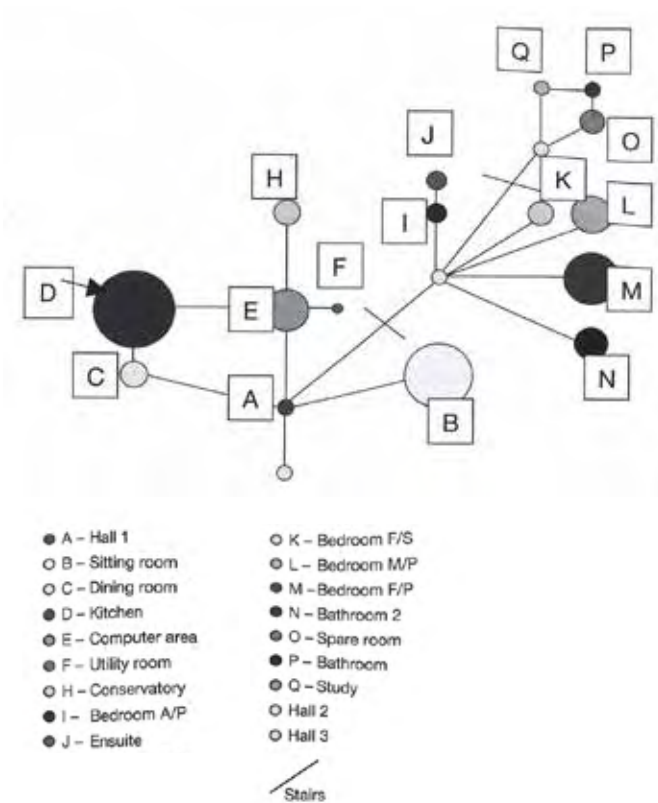 Q
P
J
O
H
K
I
L
F
D
E
M
C
N
A
B
A – Hall 1
B – Sitting room
C – Dining room
D – Kitchen
E – Computer area
F – Utility room
H – Conservatory
I – Bedroom A/P
J – Ensuite
K – Bedroom F/S
L – Bedroom M/P
M – Bedroom F/P
N – Bathroom 2
O – Spare room
P – Bathroom
Q – Study
Hall 2
Hall 3
Stairs